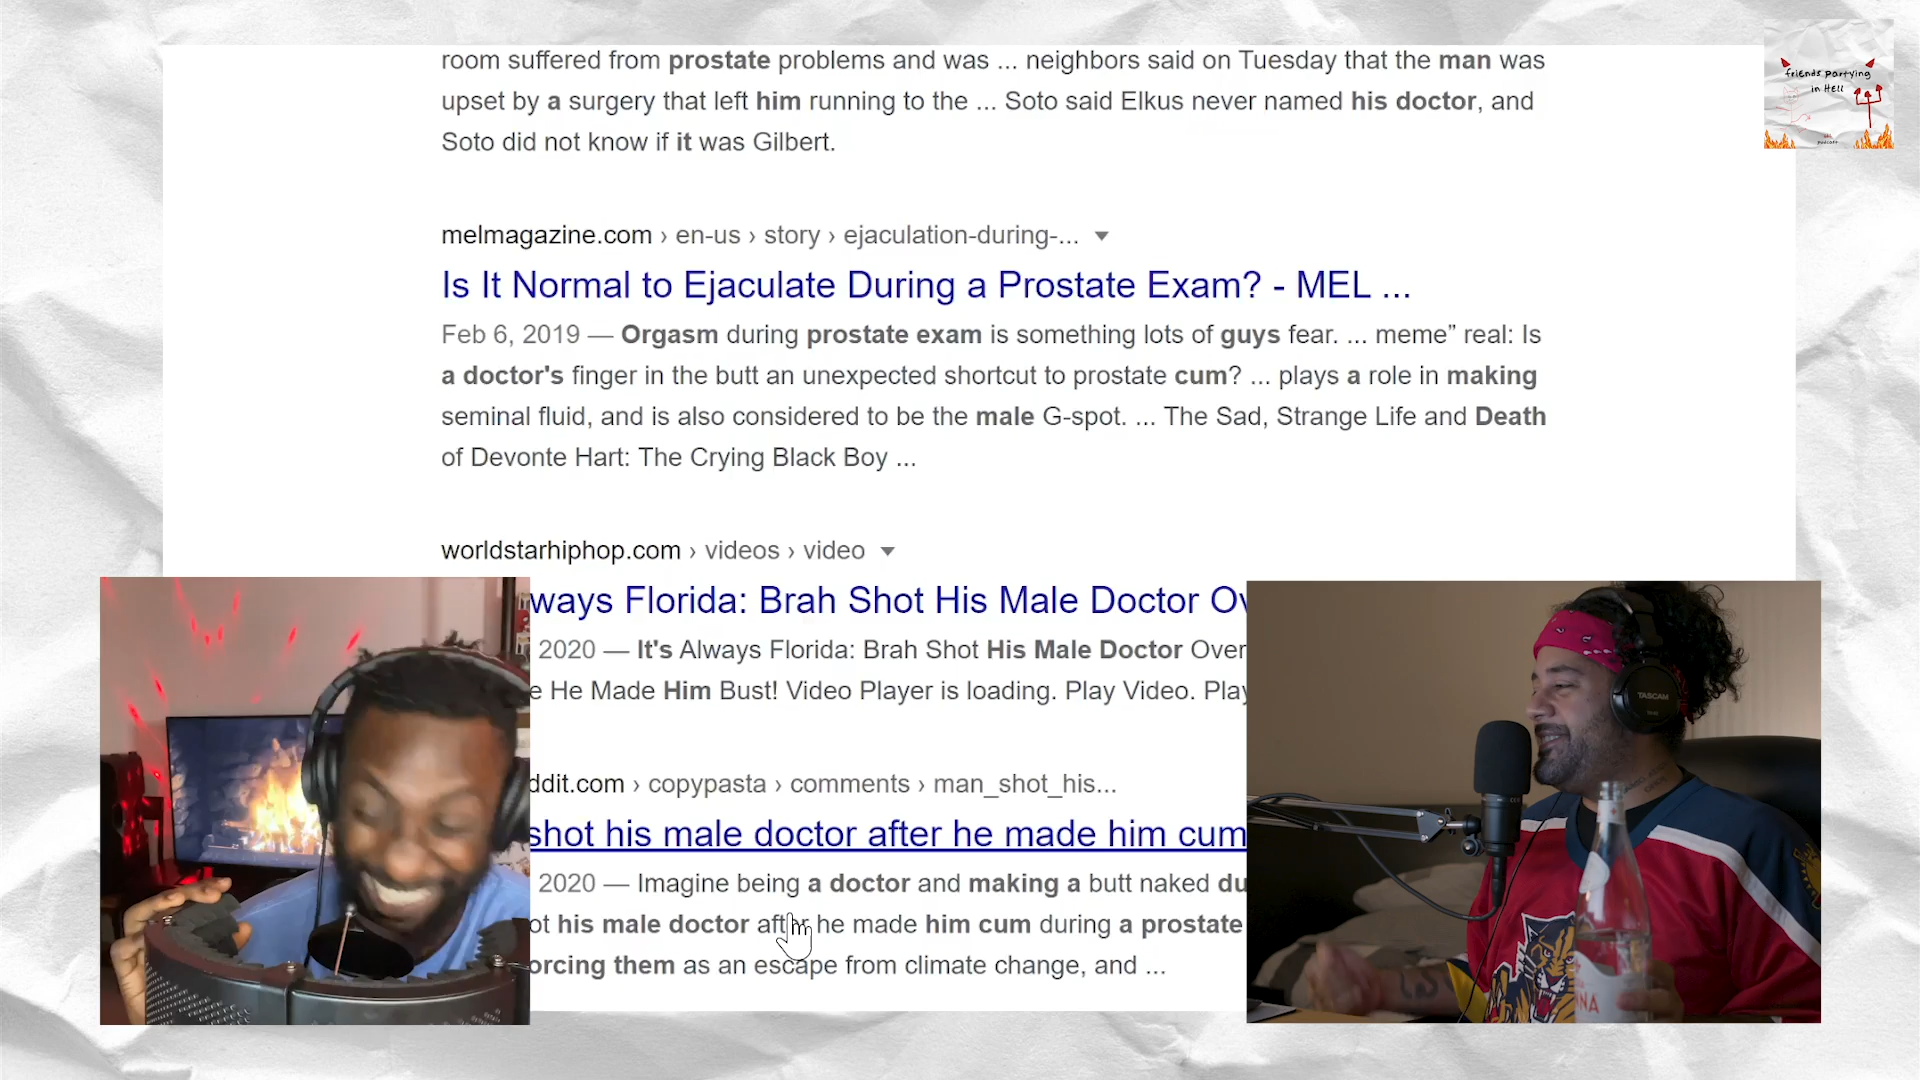 room suffered from prostate problems and was ... neighbors said on Tuesday that the man was
upset by a surgery that left him running to the ... Soto said Elkus never named his doctor, and
Soto did not know if it was Gilbert.
friends partying
in Hell
podcast
melmagazine.com › en-us › story › ejaculation-during-...
Is It Normal to Ejaculate During a Prostate Exam? - MEL ...
Feb 6, 2019 — Orgasm during prostate exam is something lots of guys fear. ... meme” real: Is
a doctor's finger in the butt an unexpected shortcut to prostate cum? ... plays a role in making
seminal fluid, and is also considered to be the male G-spot. ... The Sad, Strange Life and Death
of Devonte Hart: The Crying Black Boy ...
worldstarhiphop.com › videos › video
ways Florida: Brah Shot His Male Doctor Ov
2020 — It's Always Florida: Brah Shot His Male Doctor Over
e He Made Him Bust! Video Player is loading. Play Video. Play
ddit.com › copypasta › comments › man_shot_his...
shot his male doctor after he made him cum
2020 — Imagine being a doctor and making a butt naked du
ot his male doctor after he made him cum during a prostate
orcing them as an escape from climate change, and ...
TASCAM
NA